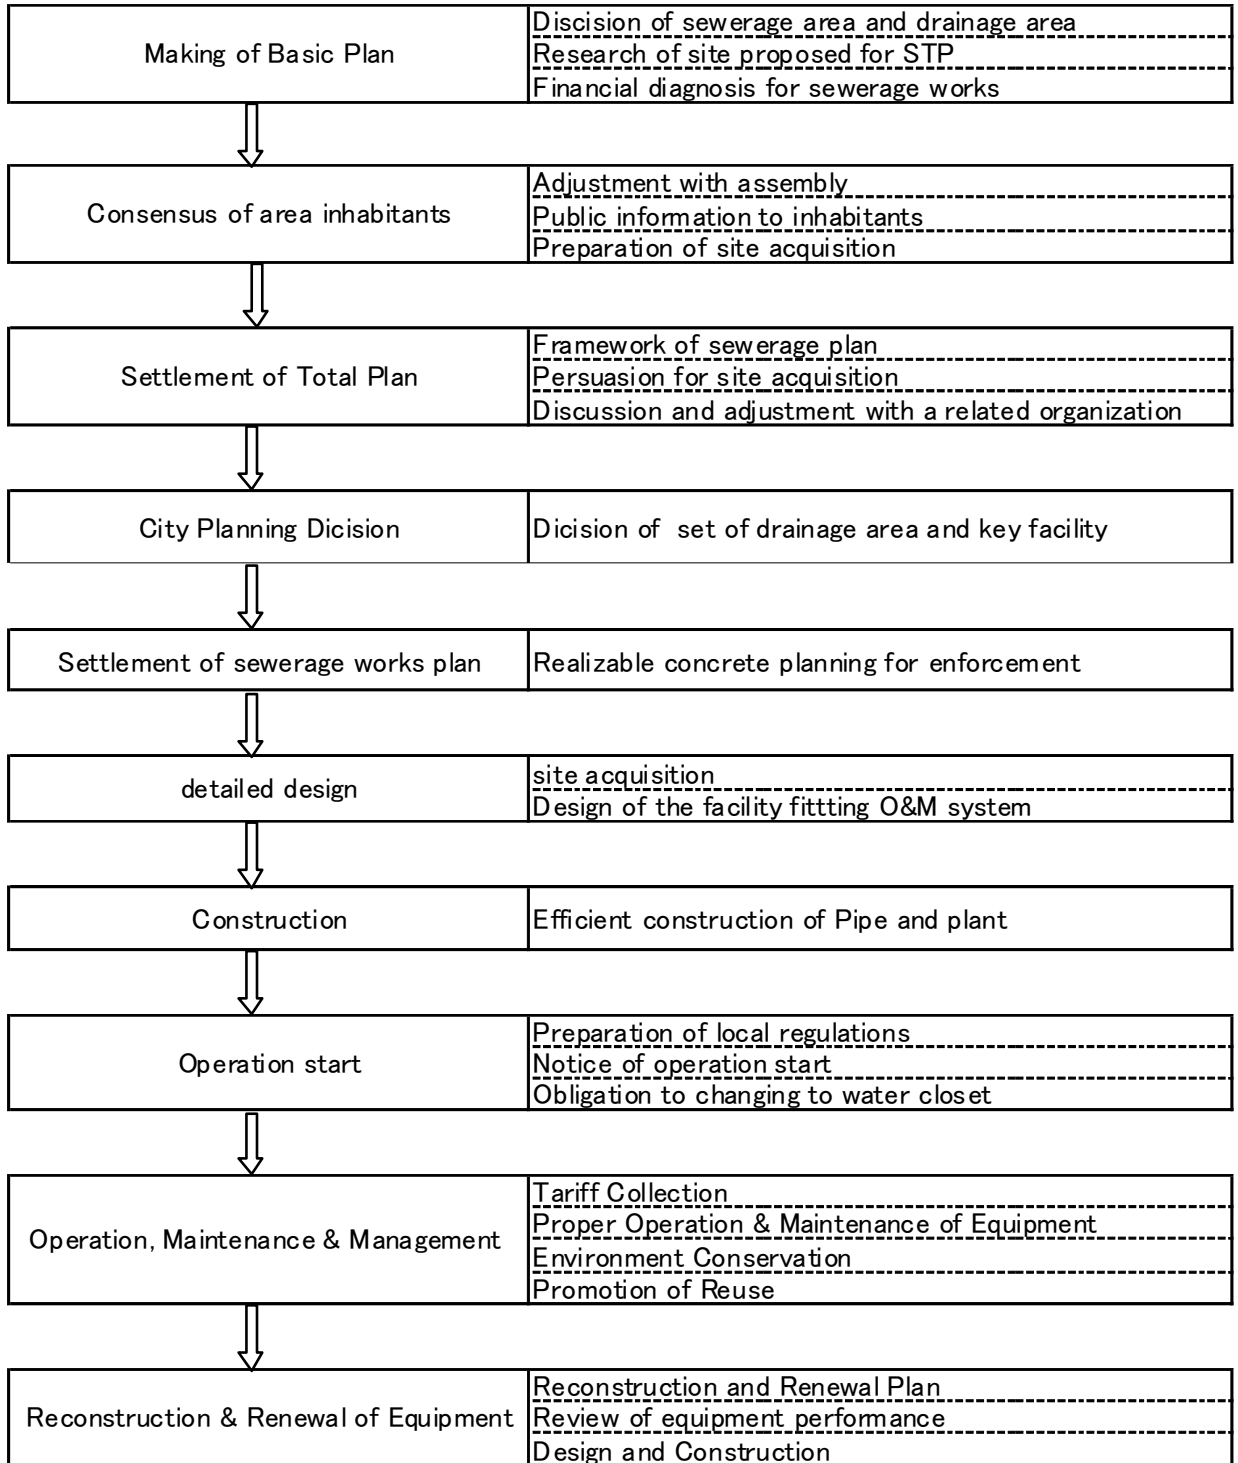 Making of Basic Plan
Discision of sewerage area and drainage area
Research of site proposed for STP
Financial diagnosis for sewerage works
Consensus of area inhabitants
Adjustment with assembly
Public information to inhabitants
Preparation of site acquisition
Settlement of Total Plan
Framework of sewerage plan
Persuasion for site acquisition
Discussion and adjustment with a related organization
City Planning Dicision
Dicision of set of drainage area and key facility
Settlement of sewerage works plan
Realizable concrete planning for enforcement
detailed design
site acquisition
Design of the facility fittting O&M system
Construction
Efficient construction of Pipe and plant
Operation start
Preparation of local regulations
Notice of operation start
Obligation to changing to water closet
Operation, Maintenance & Management
Tariff Collection
Proper Operation & Maintenance of Equipment
Environment Conservation
Promotion of Reuse
Reconstruction & Renewal of Equipment
Reconstruction and Renewal Plan
Review of equipment performance
Design and Construction